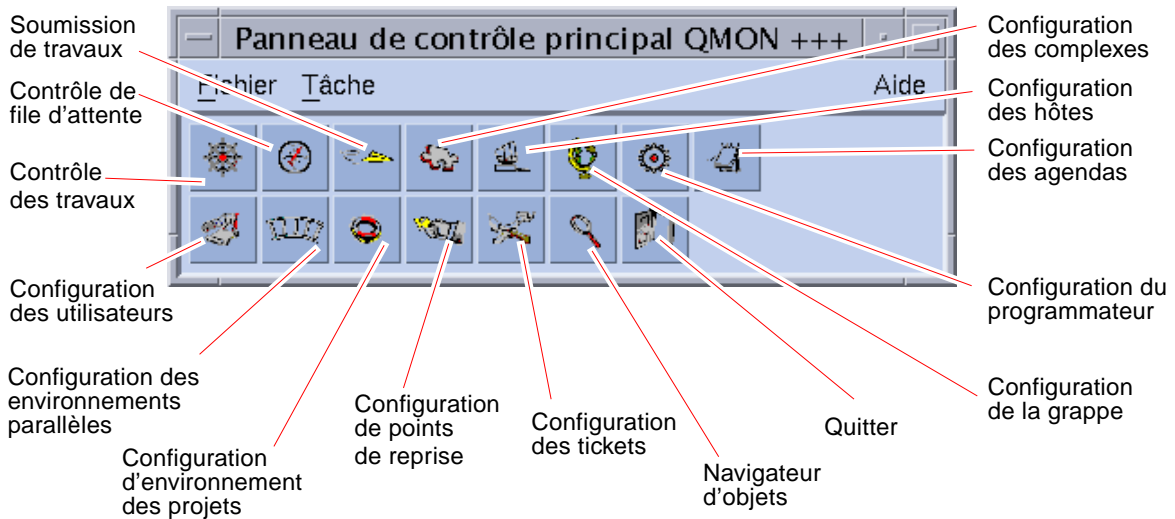 Soumission
de travaux
Contrôle de
file d'attente
Contrôle
des travaux
Panneau de contrôle principal QMON +++
Fichier Tâche Aide
Configuration
des complexes
Configuration
des hôtes
Configuration
des agendas
Configuration du
programmateur
Configuration
de la grappe
Configuration
des utilisateurs
Configuration des
environnements
parallèles
Configuration
d'environnement
des projets
Configuration
de points
de reprise
Configuration
des tickets
Navigateur
d'objets
Quitter